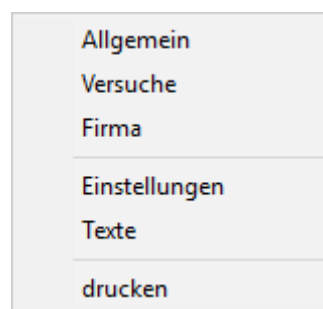 Allgemein
Versuche
Firma
Einstellungen
Texte
drucken